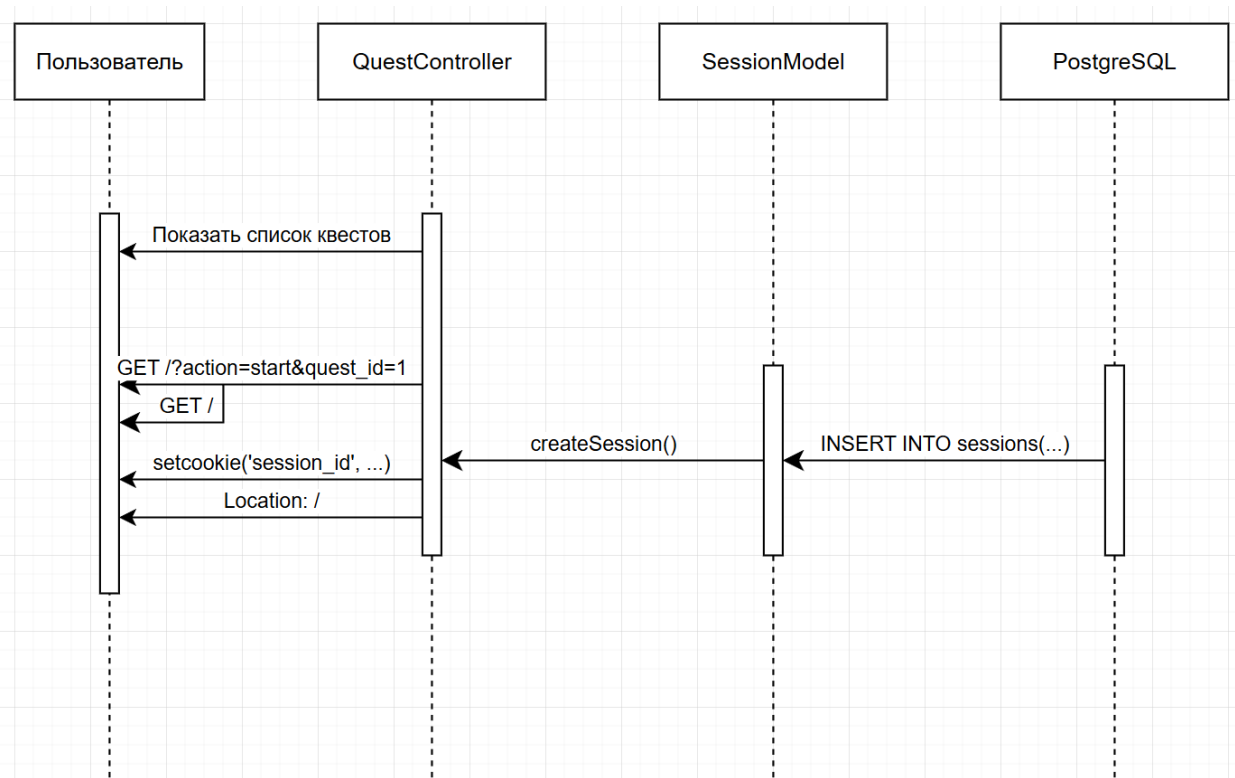 Пользователь
QuestController
SessionModel
PostgreSQL
Показать список квестов
GET /?action=start&quest_id=1
GET /
createSession()
INSERT INTO sessions(...)
setcookie('session_id', ...)
Location: /